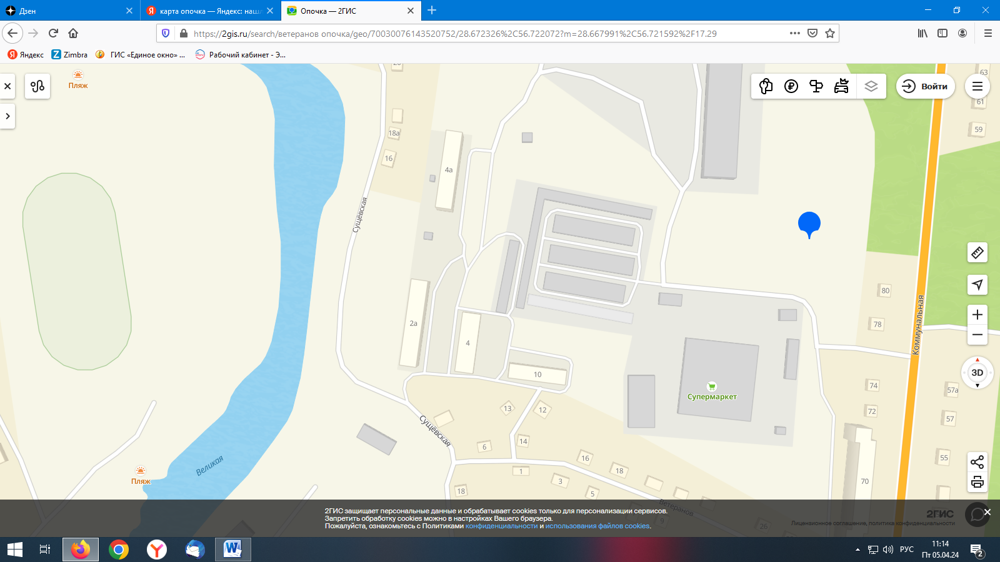 Дзен
карта опочка — Яндекс: наш
Опочка — 2ГИС
https://2gis.ru/search/ветеранов опочка/geo/70030076143520752/28.672326%2C56.722072?m=28.667991%2C56.721592%2F17.29
Яндекс
Zimbra
ГИС «Единое окно» ...
Рабочий кабинет - Э...
Пляж
Войти
63
61
59
18а
16
4а
Сущёвская
80
78
2а
4
10
Коммунальная
3D
Супермаркет
74
57а
72
57
13
12
Сущёвская
6
14
16
18
1
3
5
55
70
18
Великая
Пляж
Ветеранов
9
26
2ГИС
2ГИС защищает персональные данные и обрабатывает cookies только для персонализации сервисов.
Запретить обработку cookies можно в настройках Вашего браузера.
Пожалуйста, ознакомьтесь с Политиками конфиденциальности и использования файлов cookies.
Лицензионное соглашение, политика конфиденциальности
РУС
11:14
Пт 05.04.24
2